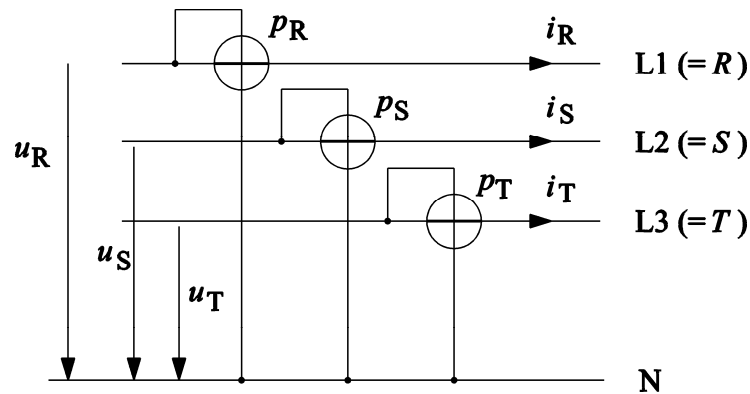 pR iR L1 (= R )
pS iS L2 (= S )
uR
pT iT L3 (= T )
uS
uT
N